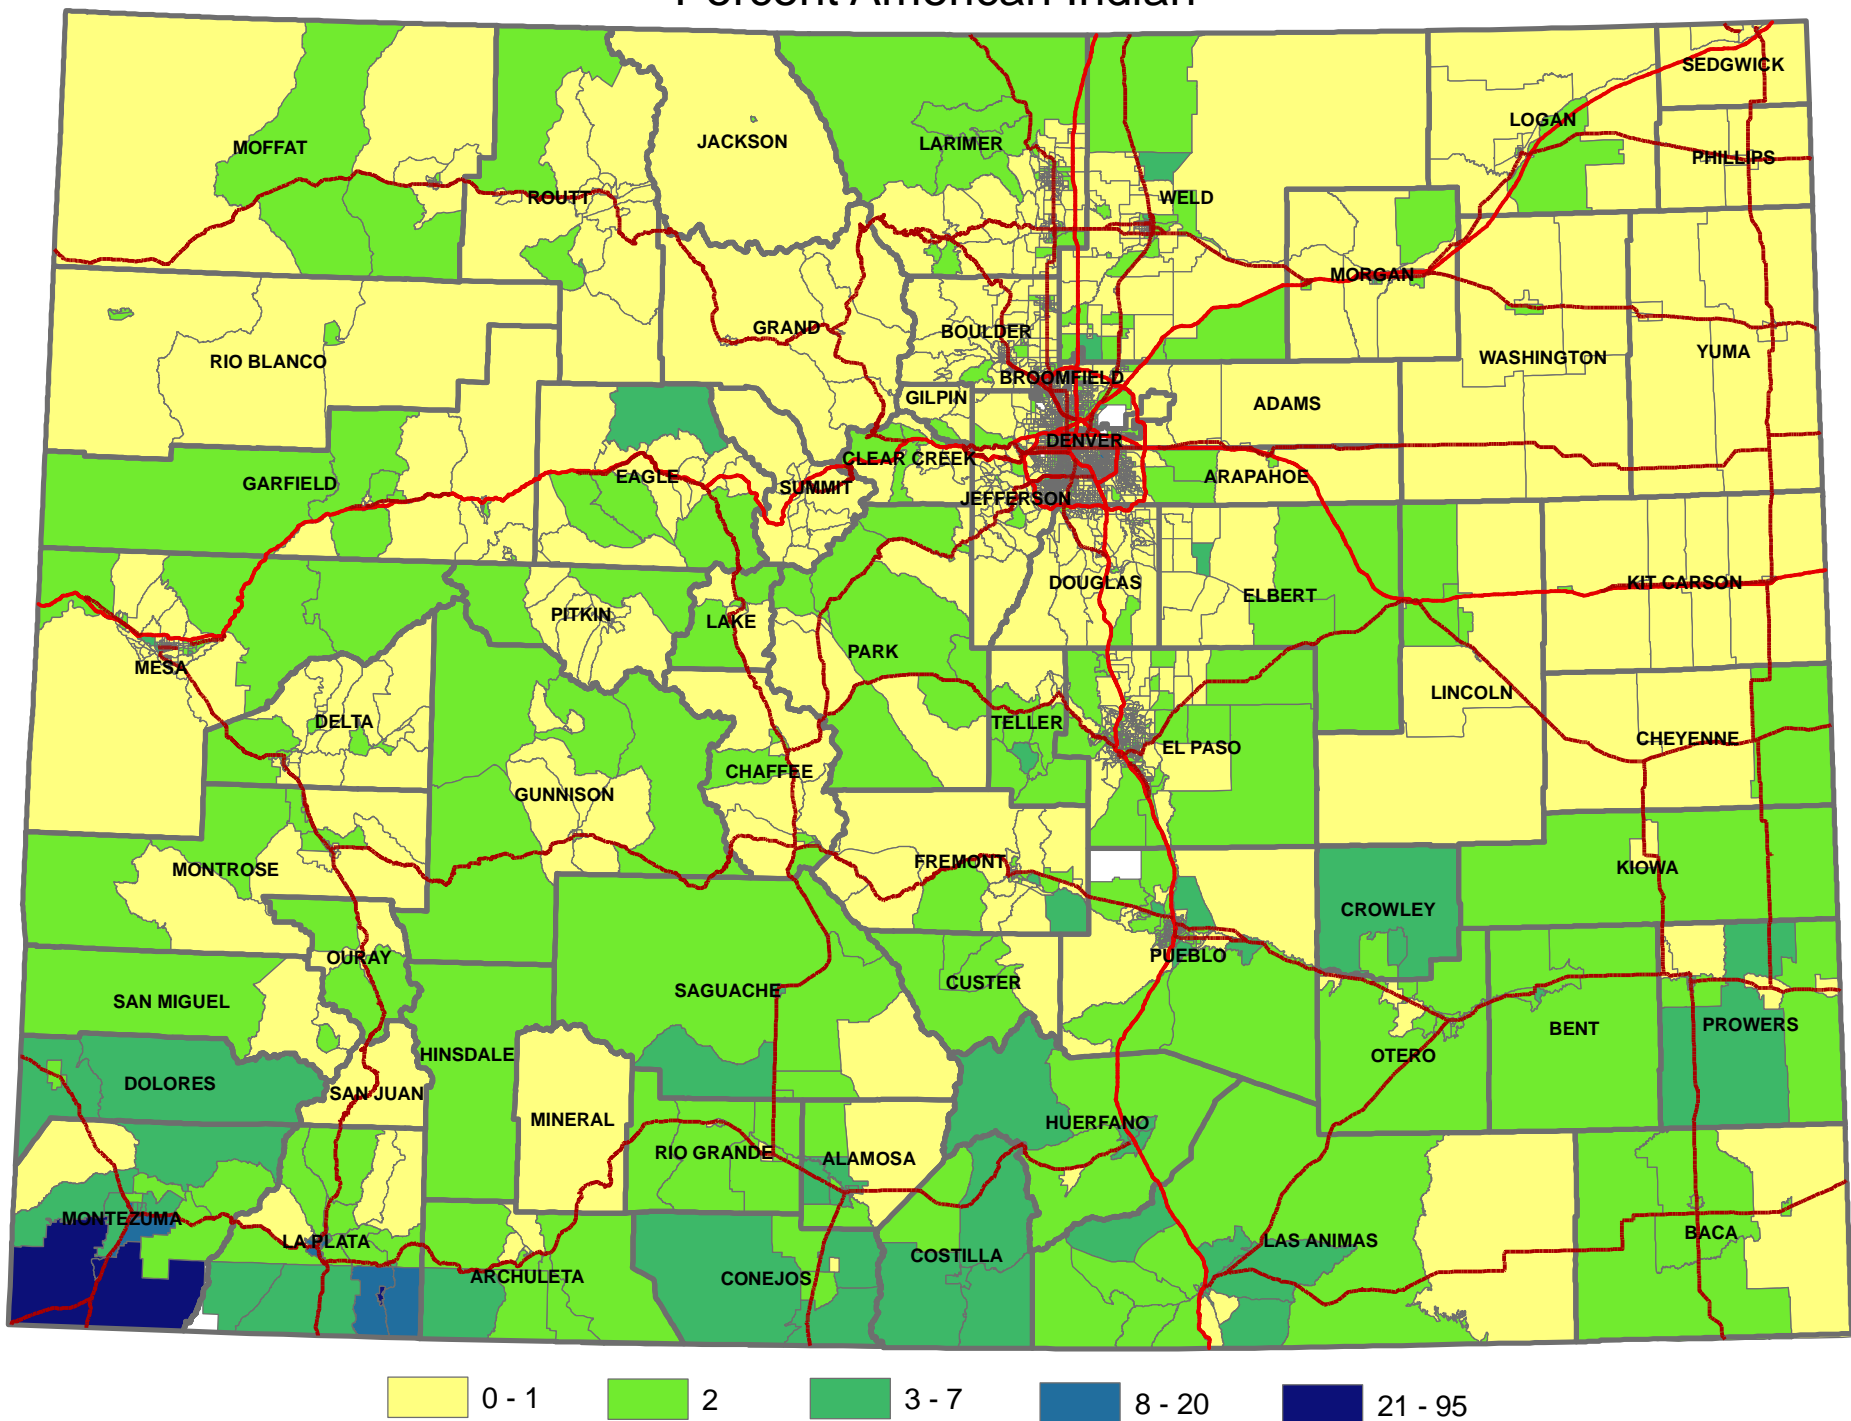 Percent American Indian
SEDGWICK
LOGAN
MOFFAT
JACKSON
LARIMER
PHILLIPS
ROUTT
WELD
MORGAN
GRAND
BOULDER
RIO BLANCO
WASHINGTON
YUMA
BROOMFIELD
GILPIN
ADAMS
DENVER
CLEAR CREEK
GARFIELD
EAGLE
SUMMIT
ARAPAHOE
JEFFERSON
DOUGLAS
KIT CARSON
ELBERT
PITKIN
LAKE
PARK
MESA
LINCOLN
DELTA
TELLER
CHEYENNE
EL PASO
CHAFFEE
GUNNISON
FREMONT
MONTROSE
KIOWA
CROWLEY
OURAY
PUEBLO
CUSTER
SAGUACHE
SAN MIGUEL
PROWERS
BENT
HINSDALE
OTERO
DOLORES
SAN JUAN
MINERAL
HUERFANO
RIO GRANDE
ALAMOSA
MONTEZUMA
BACA
LA PLATA
LAS ANIMAS
COSTILLA
ARCHULETA
CONEJOS
0 - 1
2
3 - 7
8 - 20
21 - 95